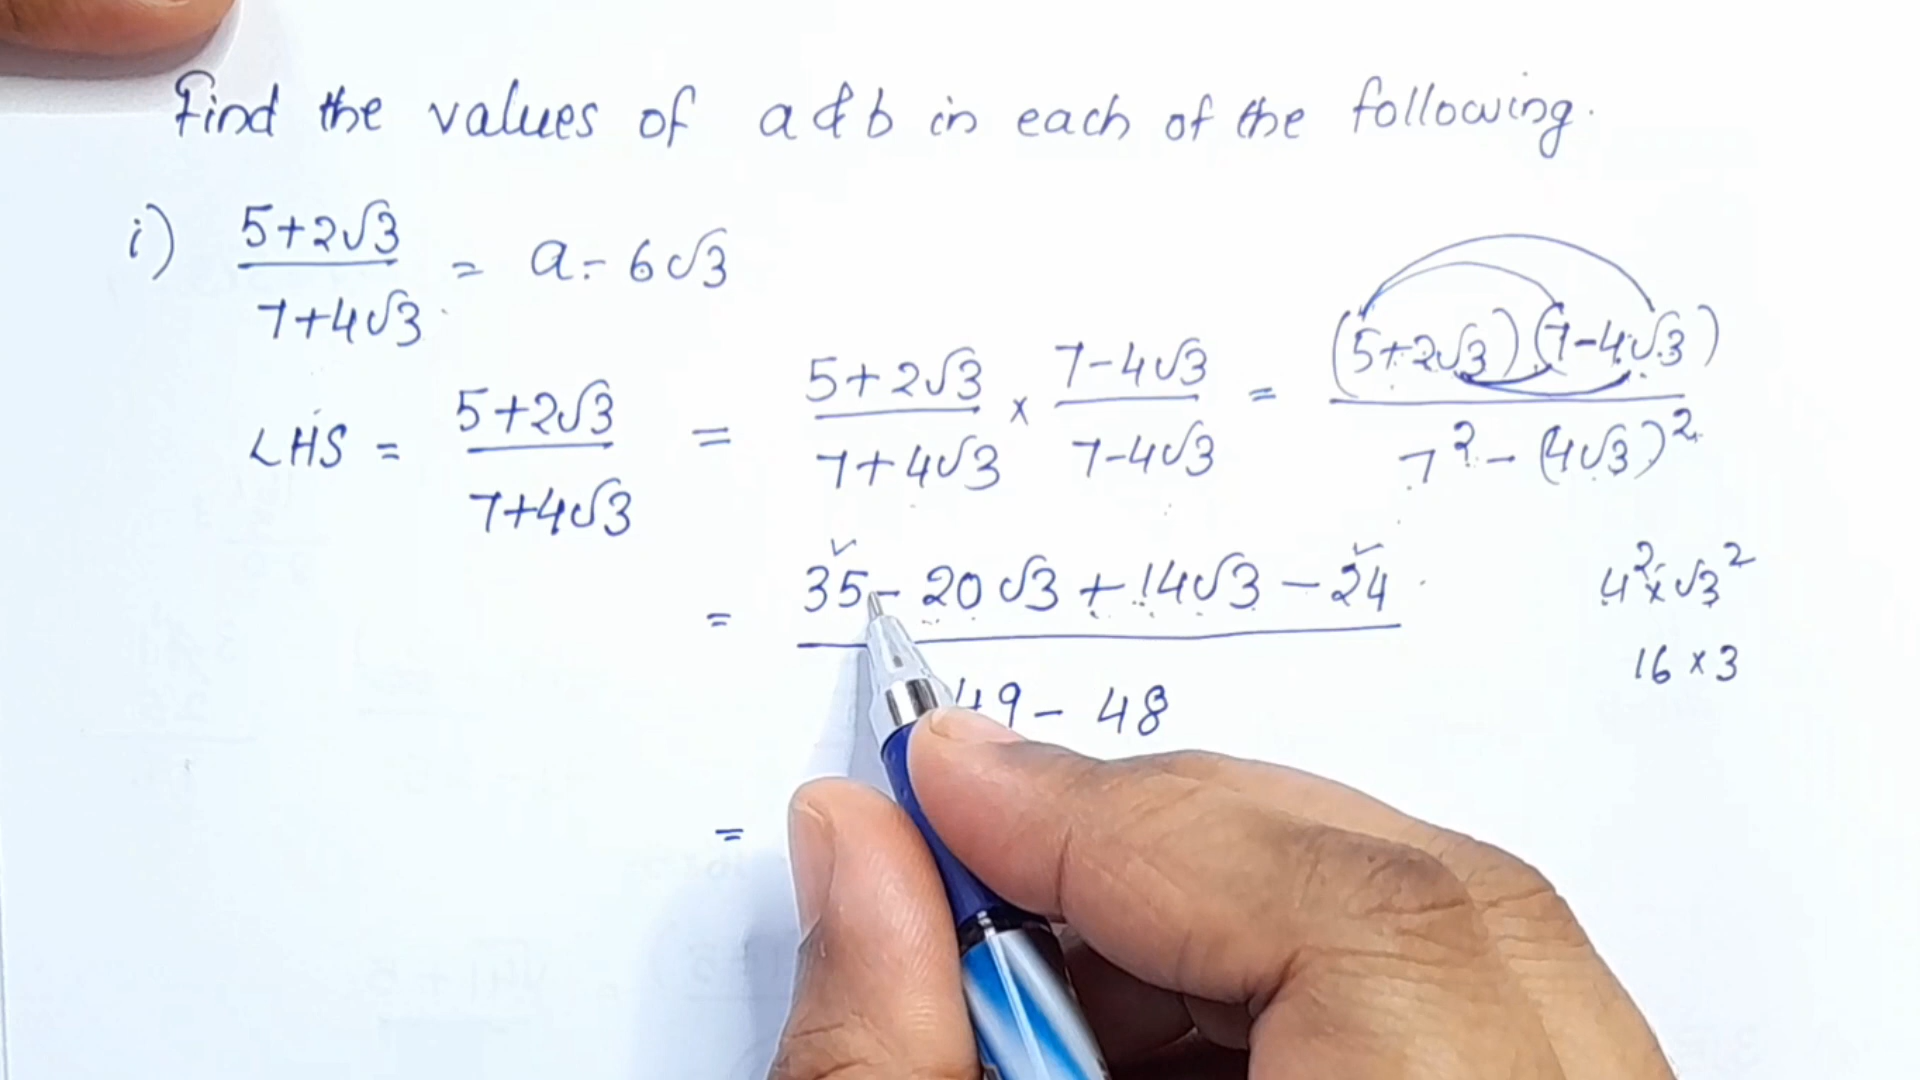 Find the values of a & b in each of the following.
i) 5+2√3 / 7+4√3 = a - 6√3
LHS = 5+2√3 / 7+4√3 = 5+2√3 / 7+4√3 × 7-4√3 / 7-4√3 = (5+2√3)(7-4√3) / 7² - (4√3)²
= 35 - 20√3 + 14√3 - 24 / 49 - 48
4² × √3²
16 × 3
=